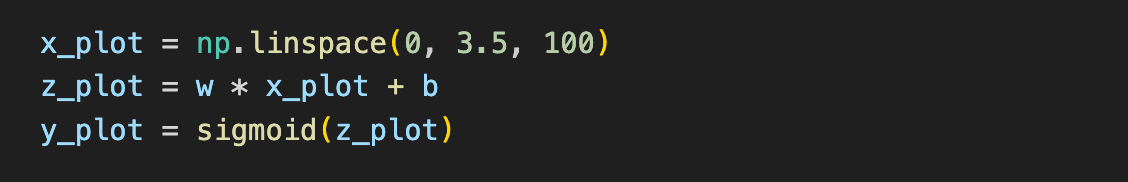 x_plot = np.linspace(0, 3.5, 100)
z_plot = w * x_plot + b
y_plot = sigmoid(z_plot)